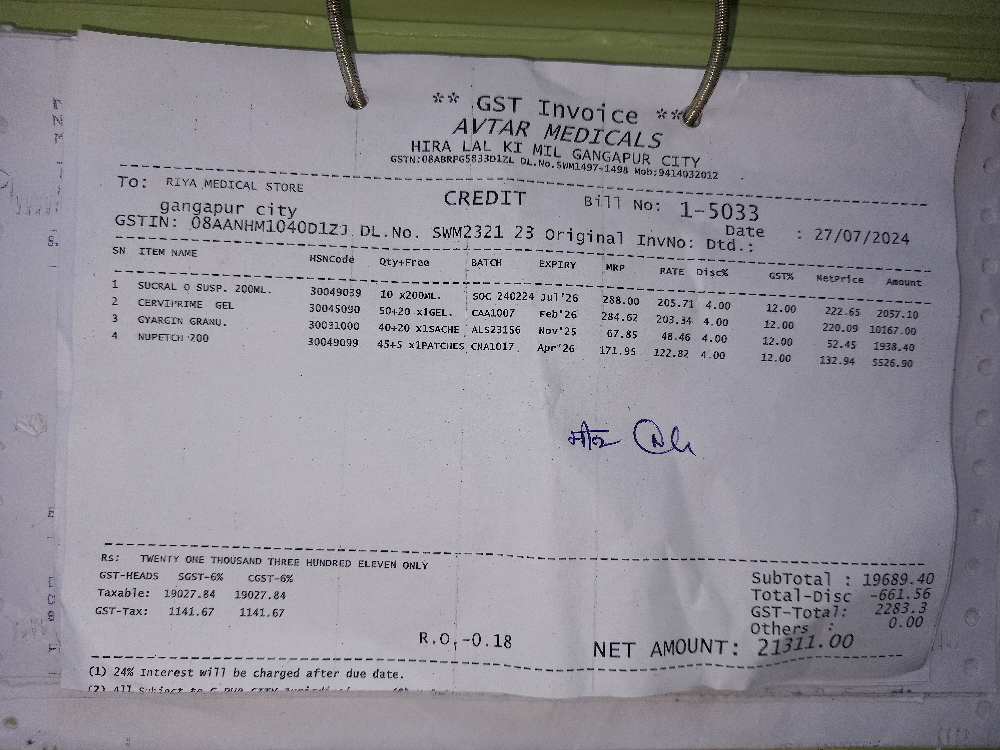 ** GST Invoice **
AVTAR MEDICALS
HIRA LAL KI MIL GANGAPUR CITY
GSTN:08ABRPG5833D1ZL DL.No.SWM1497-1498 Mob:9414032012
To: RIYA MEDICAL STORE CREDIT Bill No: 1-5033
gangapur city Date : 27/07/2024
GSTIN: 08AANHM1040D1ZJ DL.No. SWM2321 23 Original InvNo: Dtd.:
SN ITEM NAME HSNCode Qty+Free BATCH EXPIRY MRP RATE Disc% GST% NetPrice Amount
1 SUCRAL O SUSP. 200ML. 30049039 10 x200ML. SOC 240224 Jul'26 288.00 205.71 4.00 12.00 222.65 2057.10
2 CERVIPRIME GEL 30045090 50+20 x1GEL. CAA1007 Feb'26 284.62 203.34 4.00 12.00 220.09 10167.00
3 GYARGIN GRANU. 30031000 40+20 x1SACHE ALS23156 Nov'25 67.85 48.46 4.00 12.00 52.45 1938.40
4 NUPETCH 200 30049099 45+5 x1PATCHES CNA1017 Apr'26 171.95 122.82 4.00 12.00 132.94 5526.90
Rs: TWENTY ONE THOUSAND THREE HUNDRED ELEVEN ONLY
GST-HEADS SGST-6% CGST-6% SubTotal : 19689.40
Taxable: 19027.84 19027.84 Total-Disc -661.56
GST-Tax: 1141.67 1141.67 GST-Total: 2283.3
Others : 0.00
R.O.-0.18 NET AMOUNT: 21311.00
(1) 24% Interest will be charged after due date.
(2) All Subject to